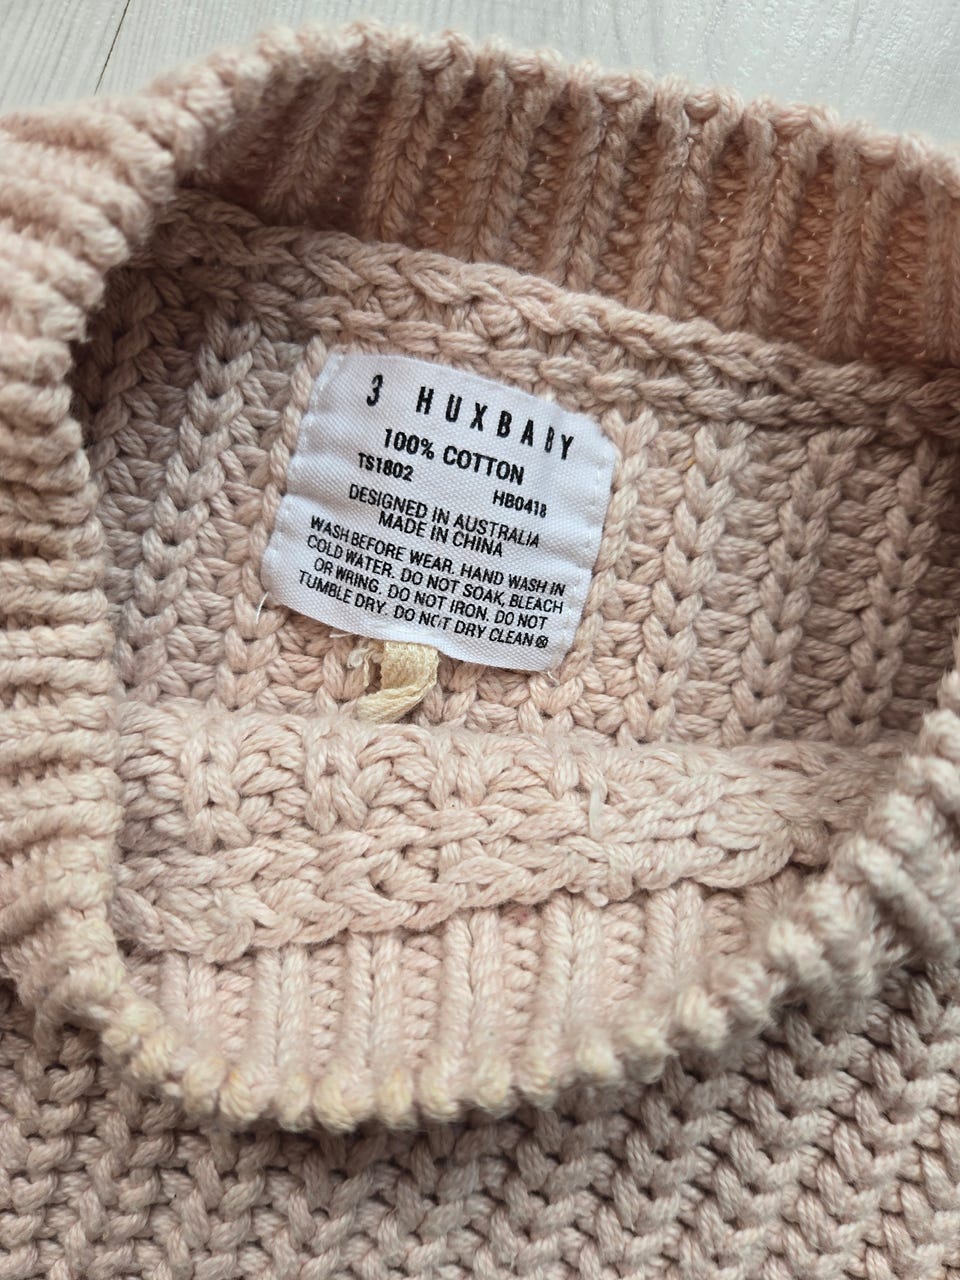 3 HUXBABY
100% COTTON
TS1802 HB0418
DESIGNED IN AUSTRALIA
MADE IN CHINA
WASH BEFORE WEAR. HAND WASH IN
COLD WATER. DO NOT SOAK, BLEACH
OR WRING. DO NOT IRON. DO NOT
TUMBLE DRY. DO NOT DRY CLEAN